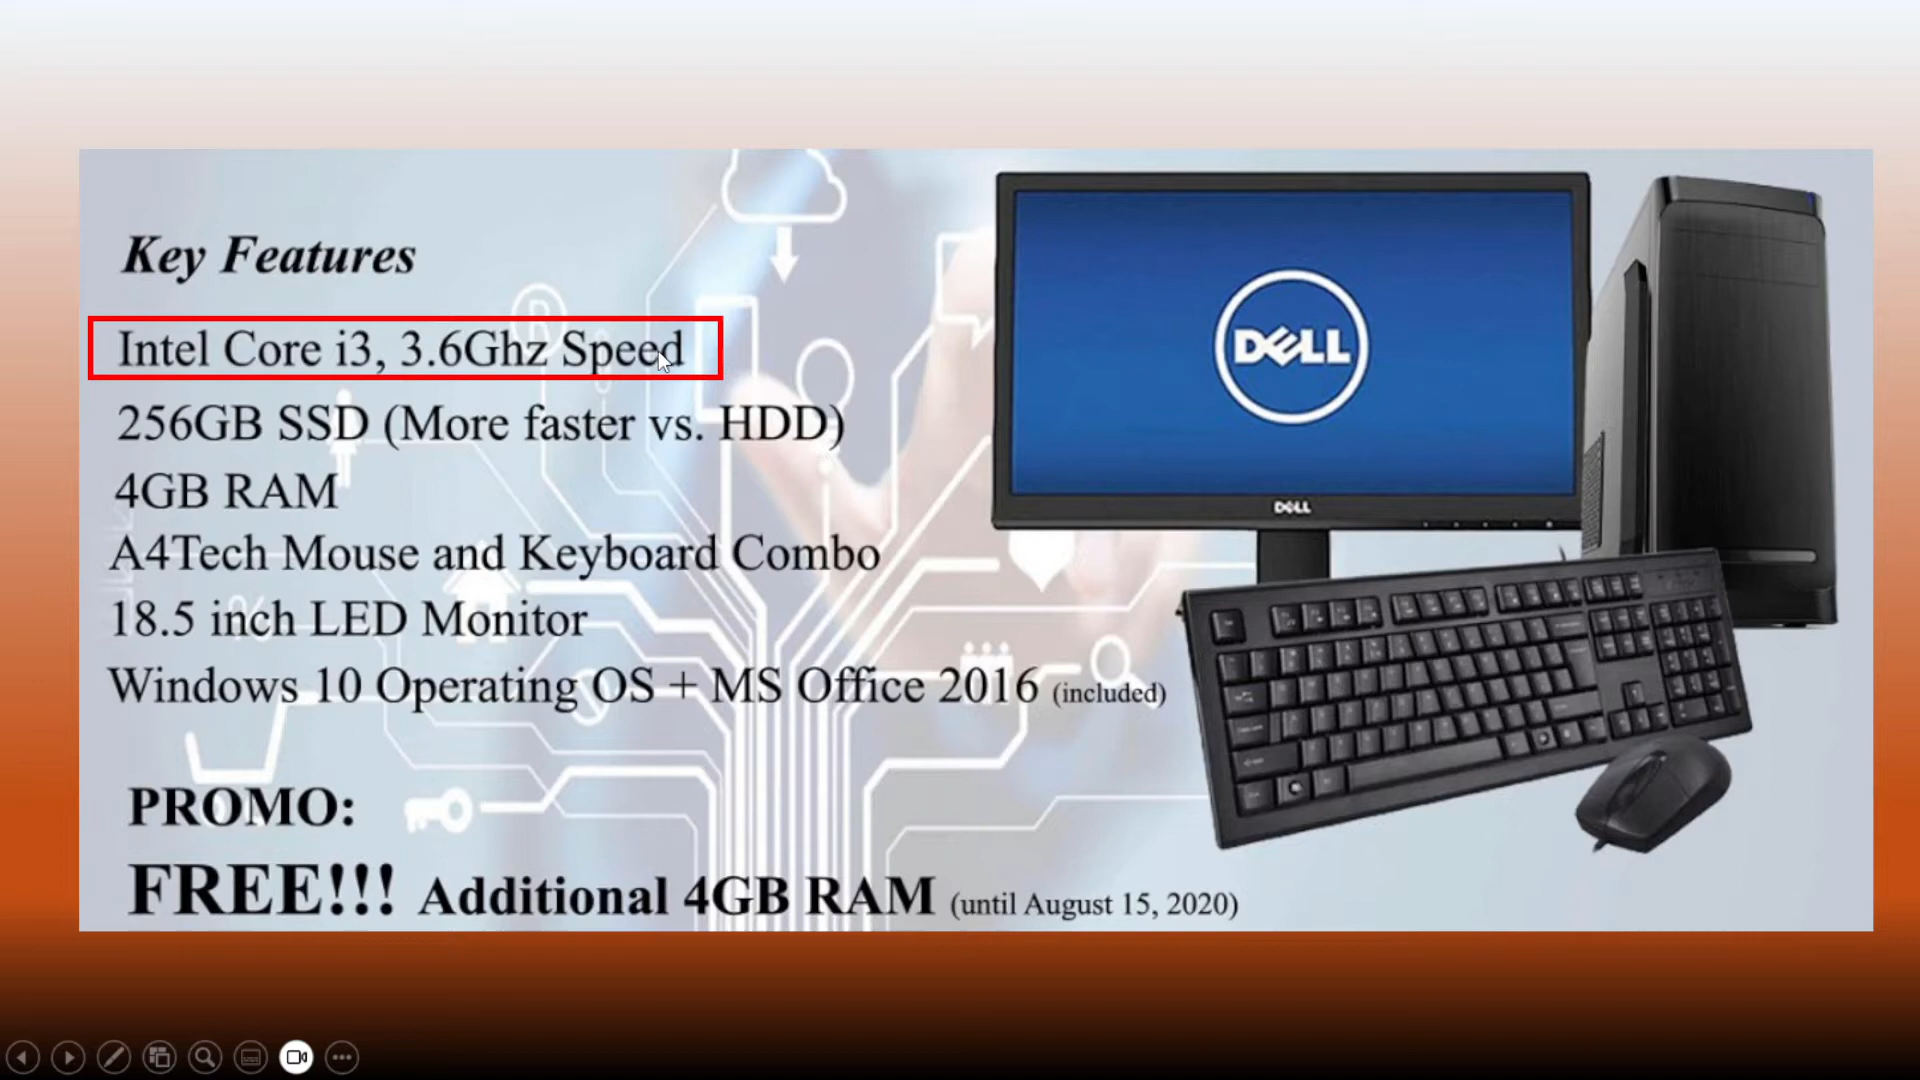 Key Features
Intel Core i3, 3.6Ghz Speed
256GB SSD (More faster vs. HDD)
4GB RAM
A4Tech Mouse and Keyboard Combo
18.5 inch LED Monitor
Windows 10 Operating OS + MS Office 2016 (included)
PROMO:
FREE!!! Additional 4GB RAM (until August 15, 2020)
DELL
DELL